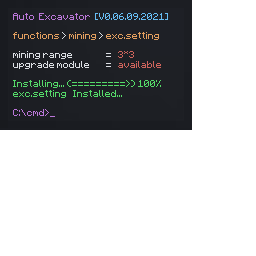 Auto Excavator [V0.06.09.2021]
functions > mining > exc.setting
mining range = 3*3
upgrade module = available
Installing... (=========>) 100%
exc.setting Installed...
C:\cmd>_